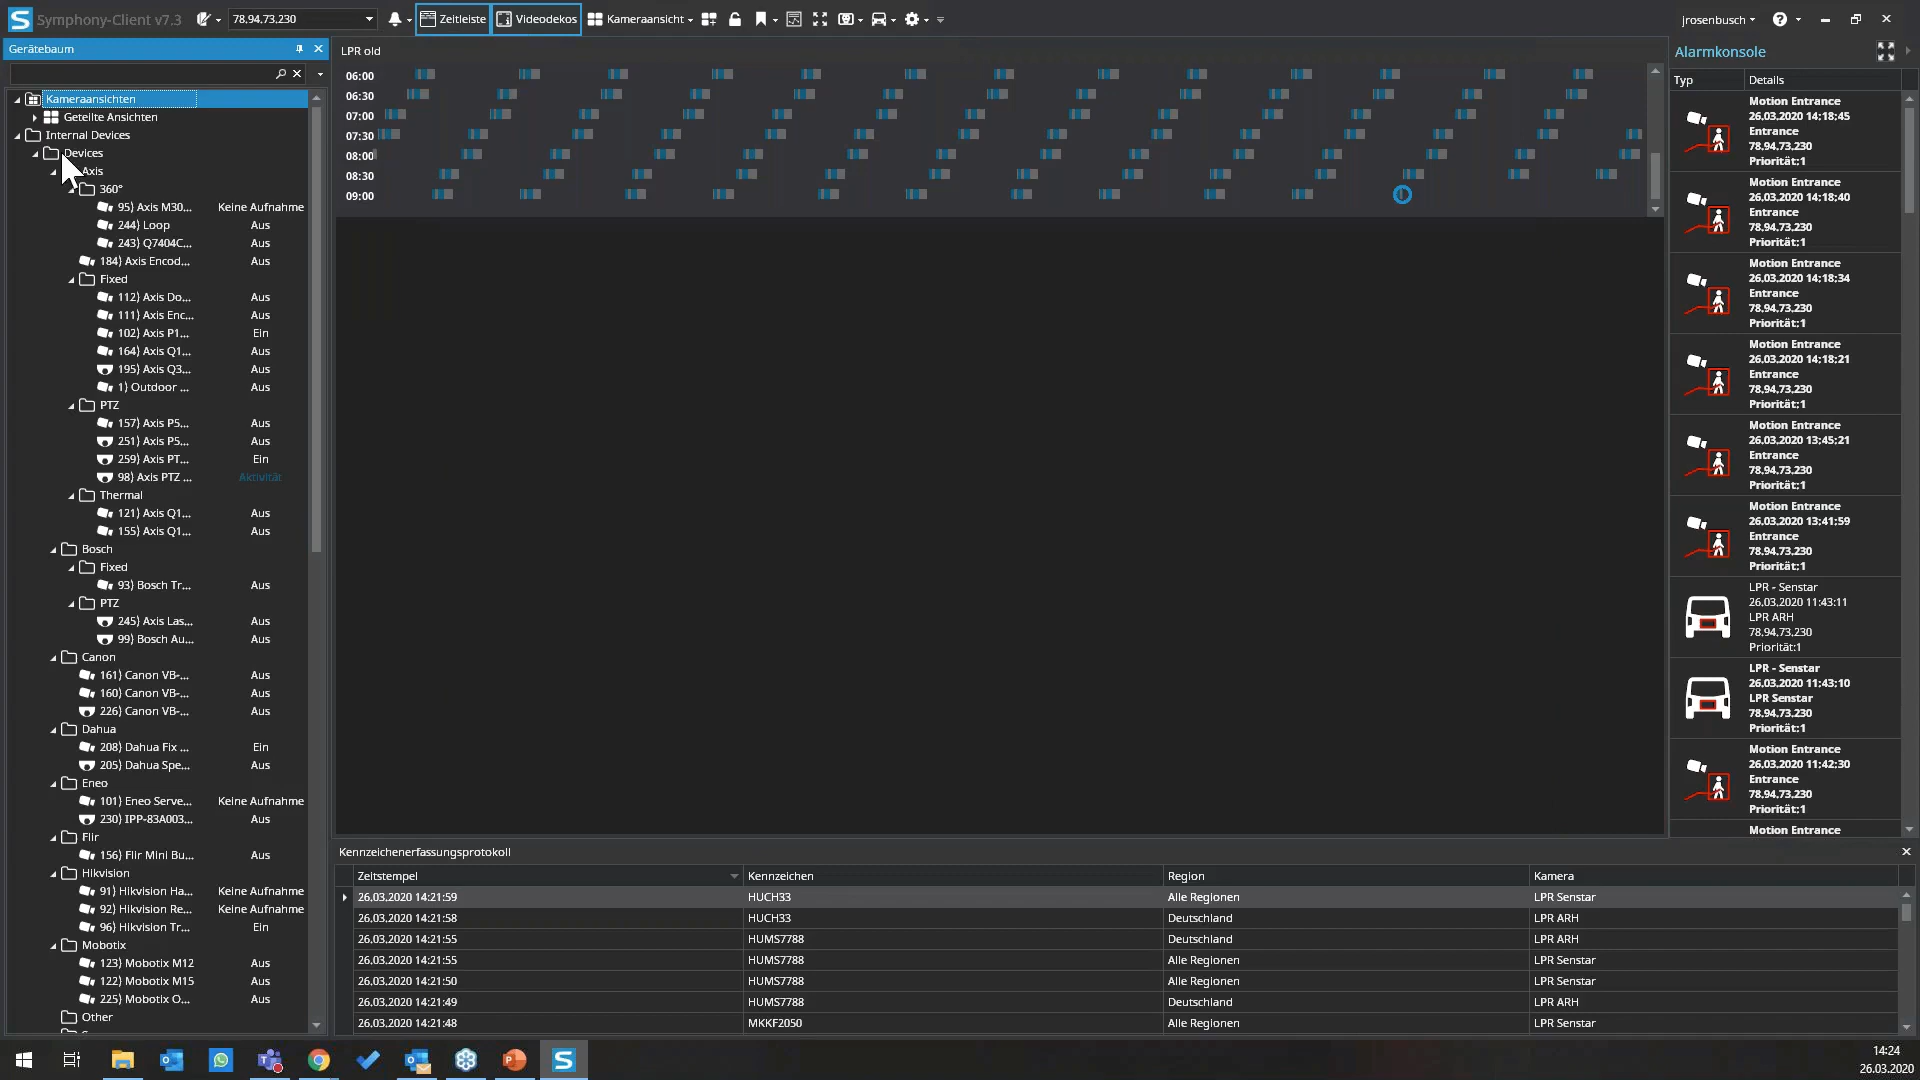 Symphony-Client v7.3
78.94.73.230
Zeitleiste
Videodekos
Kameraansicht
jrosenbusch
Gerätebaum
Kameraansichten
Geteilte Ansichten
Internal Devices
Devices
Axis
360°
95) Axis M30... Keine Aufnahme
244) Loop Aus
243) Q7404C... Aus
184) Axis Encod... Aus
Fixed
112) Axis Do... Aus
111) Axis Enc... Aus
102) Axis P1... Ein
164) Axis Q1... Aus
195) Axis Q3... Aus
1) Outdoor ... Aus
PTZ
157) Axis P5... Aus
251) Axis P5... Aus
259) Axis PT... Ein
98) Axis PTZ ... Aktivität
Thermal
121) Axis Q1... Aus
155) Axis Q1... Aus
Bosch
Fixed
93) Bosch Tr... Aus
PTZ
245) Axis Las... Aus
99) Bosch Au... Aus
Canon
161) Canon VB-... Aus
160) Canon VB-... Aus
226) Canon VB-... Aus
Dahua
208) Dahua Fix ... Ein
205) Dahua Spe... Aus
Eneo
101) Eneo Serve... Keine Aufnahme
230) IPP-83A003... Aus
Flir
156) Flir Mini Bu... Aus
Hikvision
91) Hikvision Ha... Keine Aufnahme
92) Hikvision Re... Keine Aufnahme
96) Hikvision Tr... Ein
Mobotix
123) Mobotix M12 Aus
122) Mobotix M15 Aus
225) Mobotix O... Aus
Other
LPR old
06:00
06:30
07:00
07:30
08:00
08:30
09:00
Kennzeichenerfassungsprotokoll
Zeitstempel Kennzeichen Region Kamera
26.03.2020 14:21:59 HUCH33 Alle Regionen LPR Senstar
26.03.2020 14:21:58 HUCH33 Deutschland LPR ARH
26.03.2020 14:21:55 HUMS7788 Deutschland LPR ARH
26.03.2020 14:21:55 HUMS7788 Alle Regionen LPR Senstar
26.03.2020 14:21:50 HUMS7788 Alle Regionen LPR Senstar
26.03.2020 14:21:49 HUMS7788 Deutschland LPR ARH
26.03.2020 14:21:48 MKKF2050 Alle Regionen LPR Senstar
Alarmkonsole
Typ Details
Motion Entrance
26.03.2020 14:18:45
Entrance
78.94.73.230
Priorität:1
Motion Entrance
26.03.2020 14:18:40
Entrance
78.94.73.230
Priorität:1
Motion Entrance
26.03.2020 14:18:34
Entrance
78.94.73.230
Priorität:1
Motion Entrance
26.03.2020 14:18:21
Entrance
78.94.73.230
Priorität:1
Motion Entrance
26.03.2020 13:45:21
Entrance
78.94.73.230
Priorität:1
Motion Entrance
26.03.2020 13:41:59
Entrance
78.94.73.230
Priorität:1
LPR - Senstar
26.03.2020 11:43:11
LPR ARH
78.94.73.230
Priorität:1
LPR - Senstar
26.03.2020 11:43:10
LPR Senstar
78.94.73.230
Priorität:1
Motion Entrance
26.03.2020 11:42:30
Entrance
78.94.73.230
Priorität:1
Motion Entrance
14:24
26.03.2020